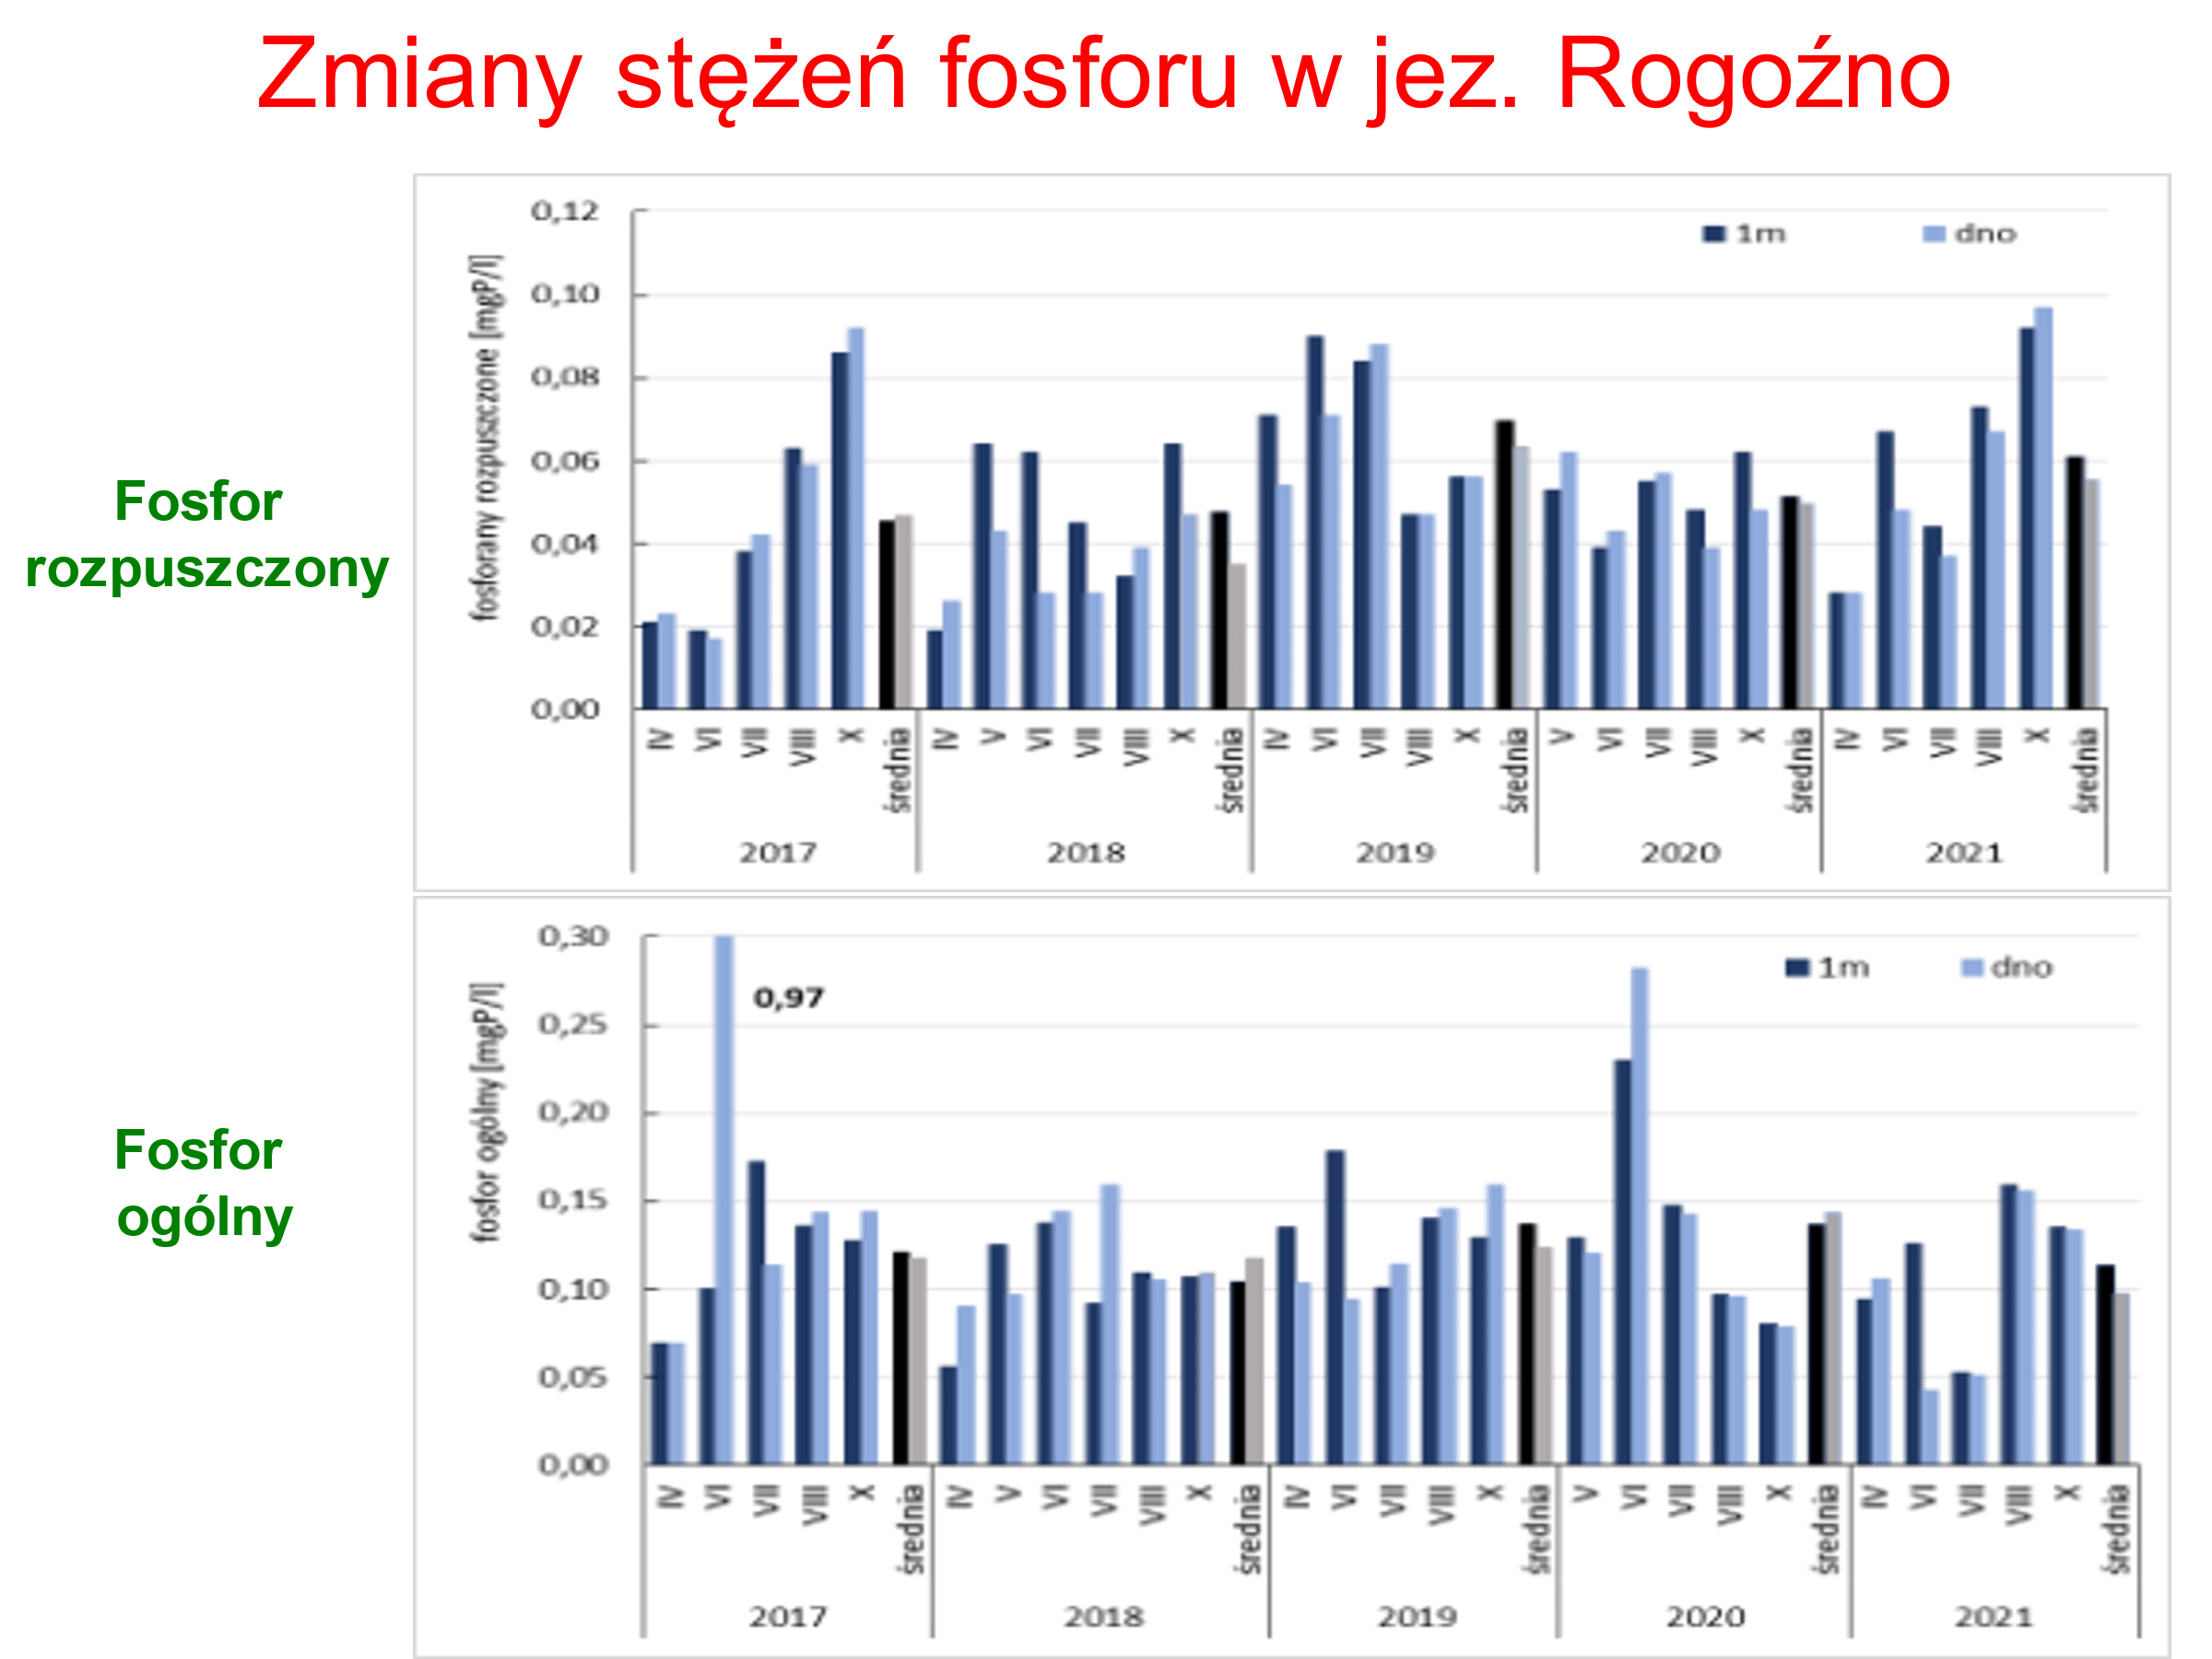 Zmiany stężeń fosforu w jez. Rogoźno
Fosfor
rozpuszczony
fosforany rozpuszczone [mgP/l]
0,12
0,10
0,08
0,06
0,04
0,02
0,00
1m dno
IV VI VII VIII X średnia IV V VI VII VIII X średnia IV VI VII VIII X średnia V VI VII VIII X średnia IV VI VII VIII X średnia
2017 2018 2019 2020 2021
Fosfor
ogólny
fosfor ogólny [mgP/l]
0,30
0,25
0,20
0,15
0,10
0,05
0,00
0,97
1m dno
IV VI VII VIII X średnia IV V VI VII VIII X średnia IV VI VII VIII X średnia V VI VII VIII X średnia IV VI VII VIII X średnia
2017 2018 2019 2020 2021